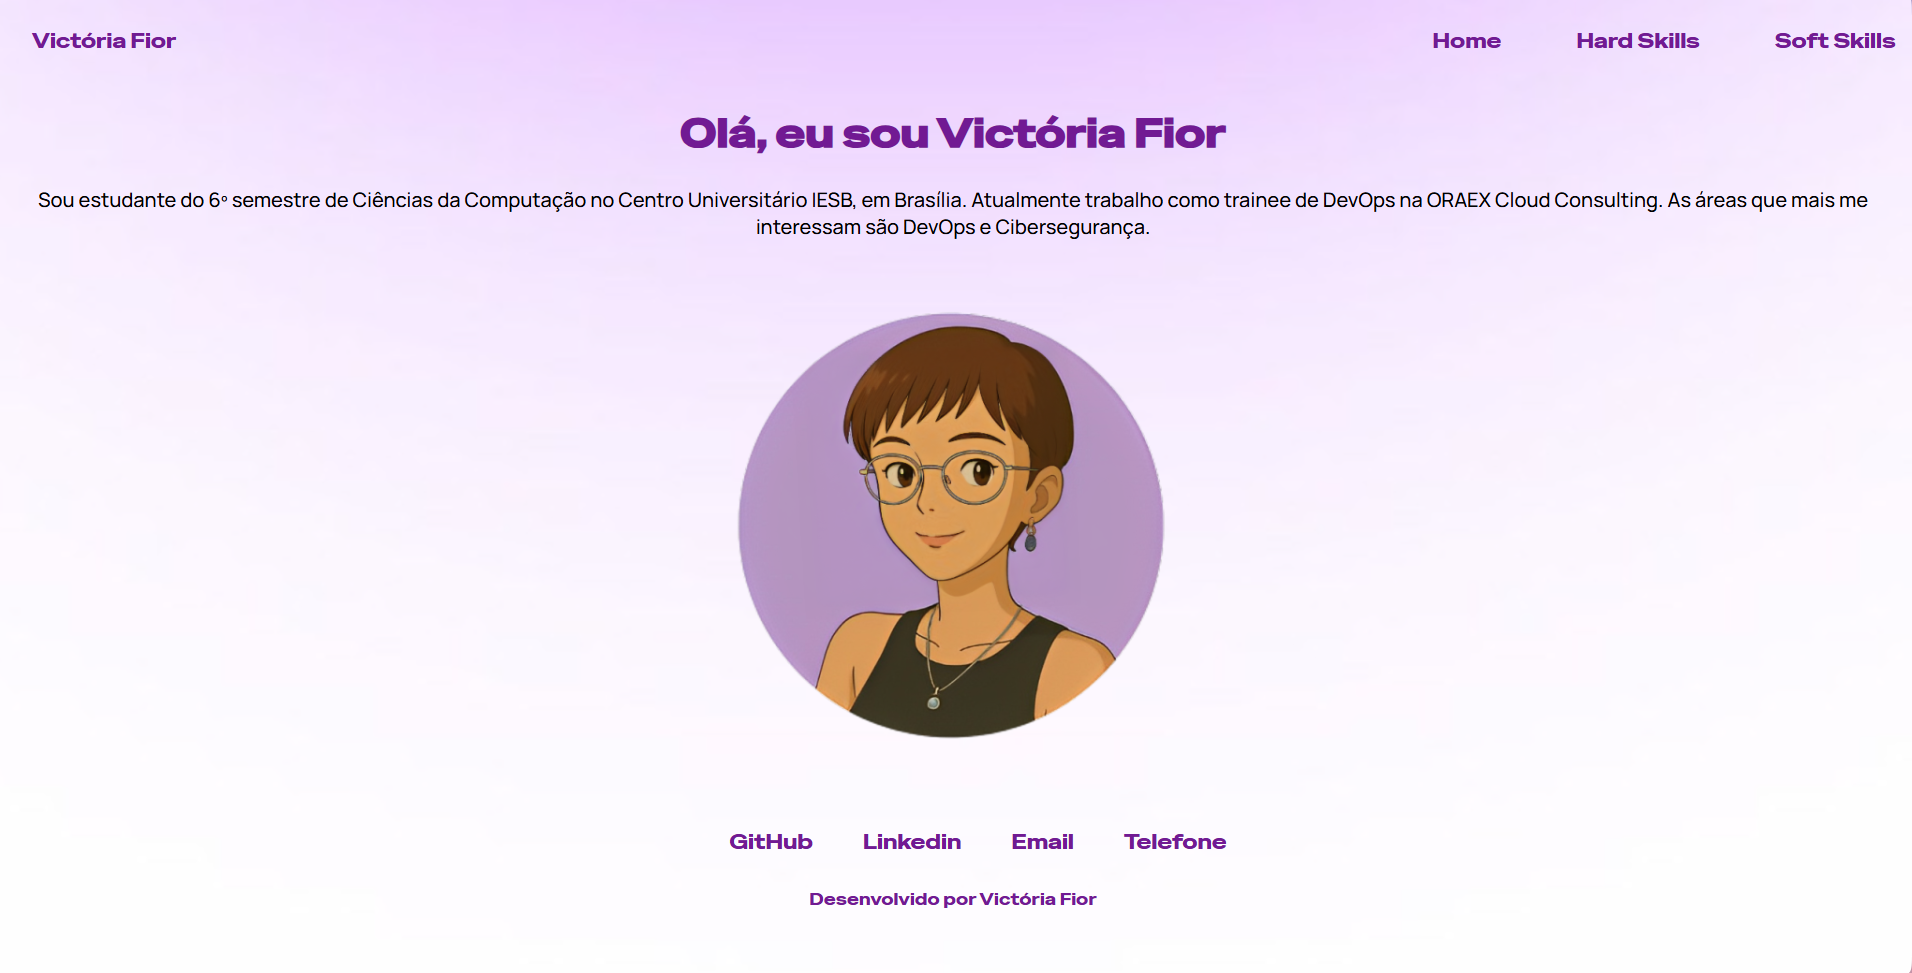 Victória Fior
Home
Hard Skills
Soft Skills
Olá, eu sou Victória Fior
Sou estudante do 6º semestre de Ciências da Computação no Centro Universitário IESB, em Brasília. Atualmente trabalho como trainee de DevOps na ORAEX Cloud Consulting. As áreas que mais me
interessam são DevOps e Cibersegurança.
GitHub
Linkedin
Email
Telefone
Desenvolvido por Victória Fior